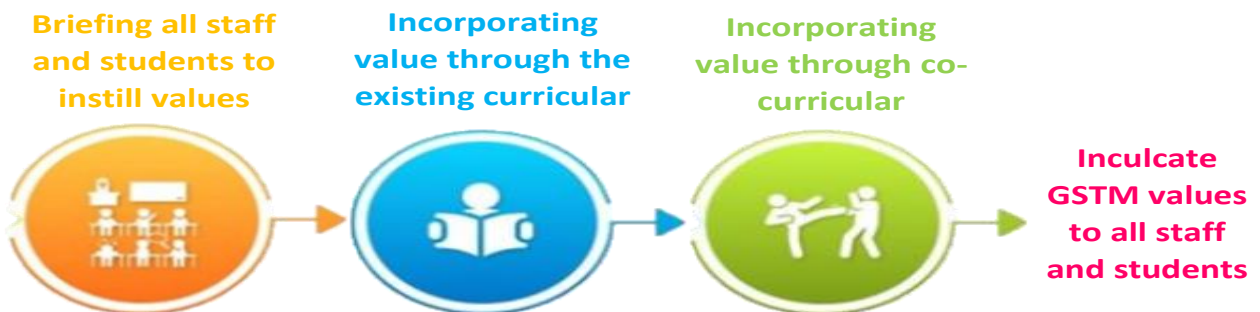 Briefing all staff
and students to
instill values
Incorporating
value through the
existing curricular
Incorporating
value through co-
curricular
Inculcate
GSTM values
to all staff
and students